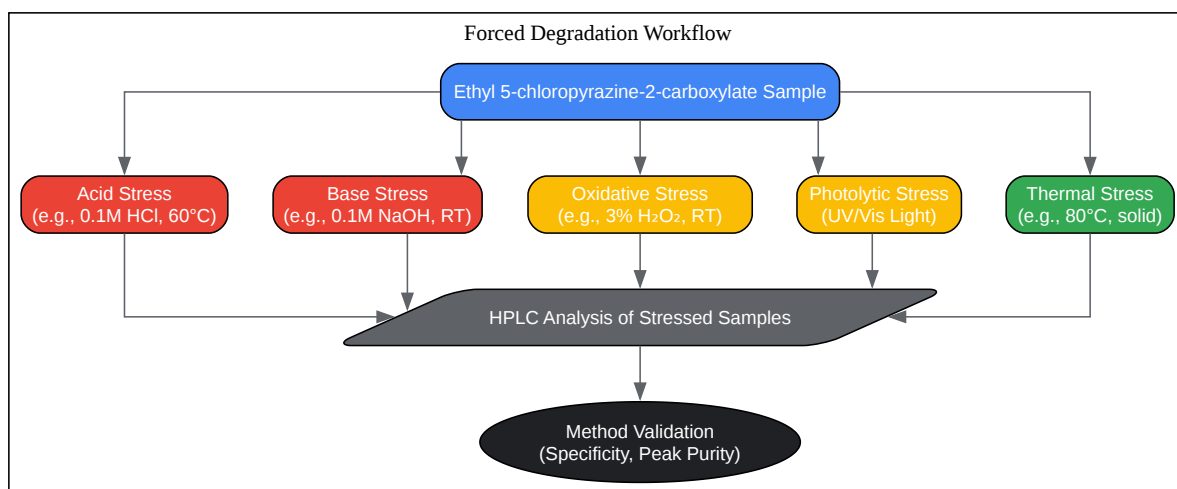 Forced Degradation Workflow
Ethyl 5-chloropyrazine-2-carboxylate Sample
Acid Stress
(e.g., 0.1M HCl, 60°C)
Base Stress
(e.g., 0.1M NaOH, RT)
Oxidative Stress
(e.g., 3% H₂O₂, RT)
Photolytic Stress
(UV/Vis Light)
Thermal Stress
(e.g., 80°C, solid)
HPLC Analysis of Stressed Samples
Method Validation
(Specificity, Peak Purity)